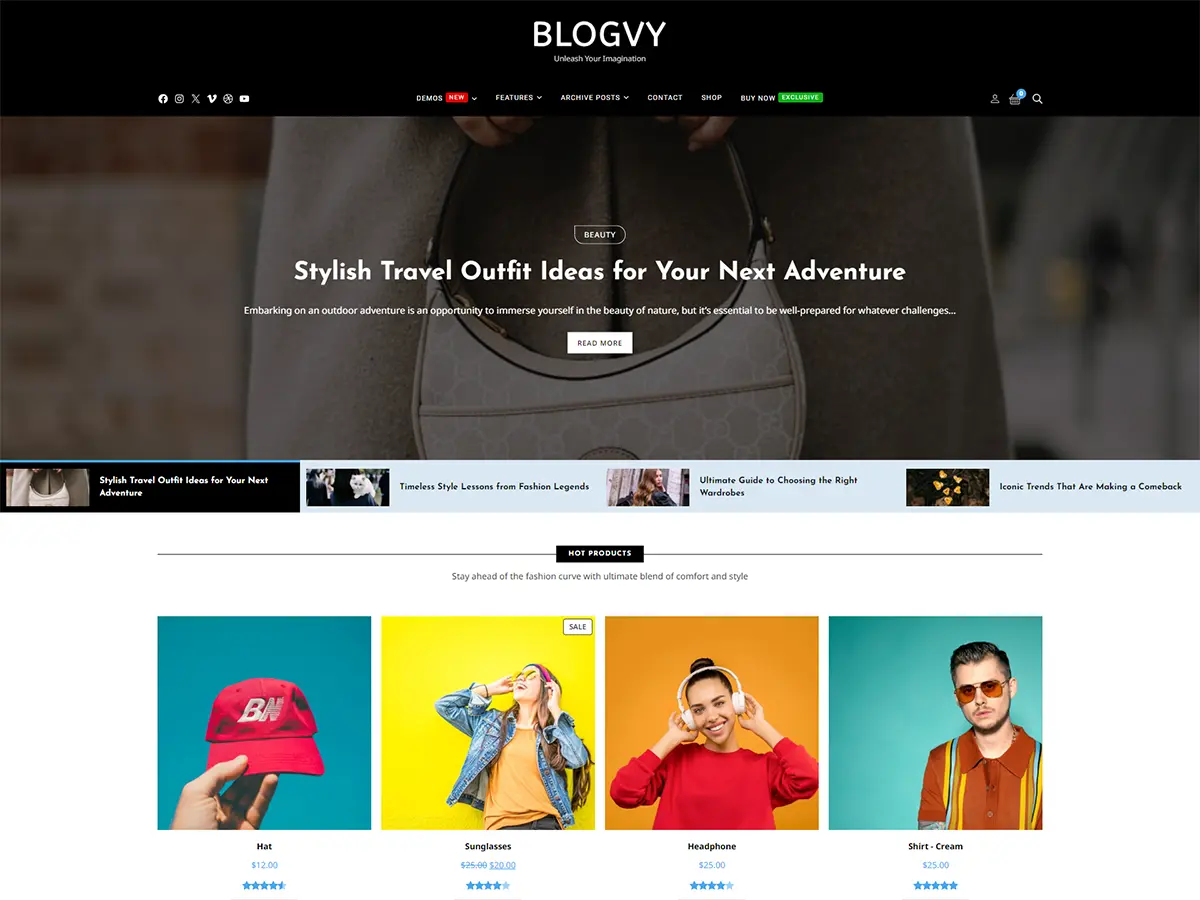 BLOGVY
Unleash Your Imagination
DEMOS NEW FEATURES ARCHIVE POSTS CONTACT SHOP BUY NOW EXCLUSIVE 0
BEAUTY
Stylish Travel Outfit Ideas for Your Next Adventure
Embarking on an outdoor adventure is an opportunity to immerse yourself in the beauty of nature, but it's essential to be well-prepared for whatever challenges...
READ MORE
Stylish Travel Outfit Ideas for Your Next
Adventure
Timeless Style Lessons from Fashion Legends
Ultimate Guide to Choosing the Right
Wardrobes
Iconic Trends That Are Making a Comeback
HOT PRODUCTS
Stay ahead of the fashion curve with ultimate blend of comfort and style
SALE
BN
Hat
$12.00
Sunglasses
$25.00 $20.00
Headphone
$25.00
Shirt - Cream
$25.00